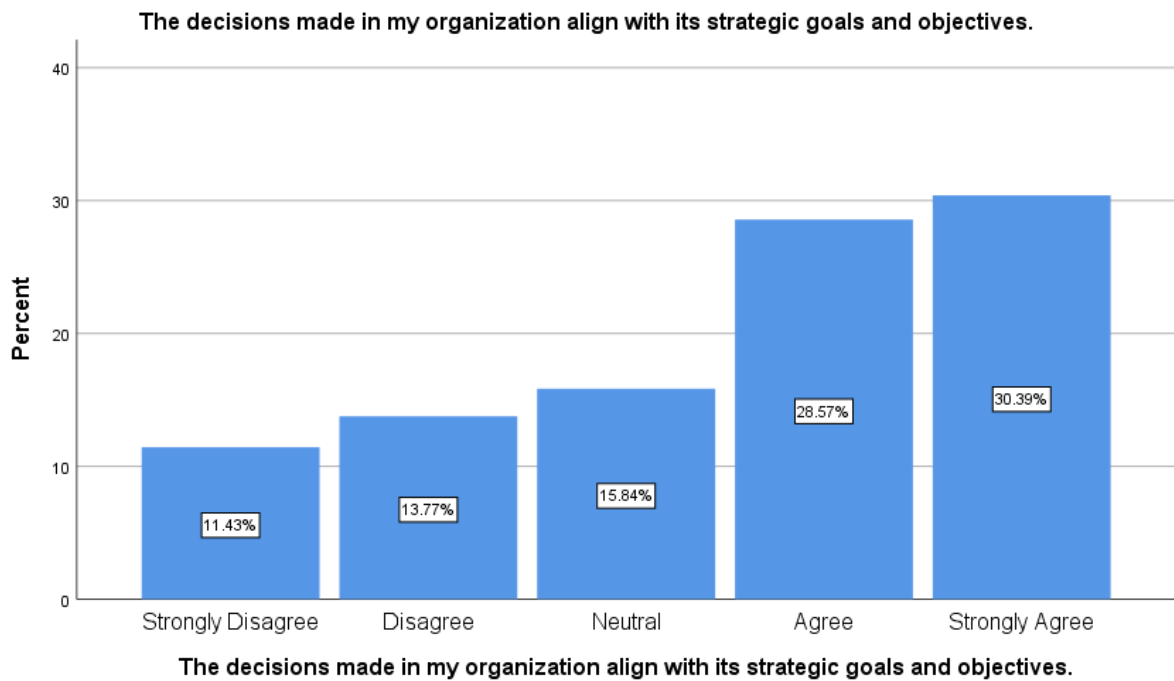 The decisions made in my organization align with its strategic goals and objectives.
40
30
20
10
0
Percent
11.43%
13.77%
15.84%
28.57%
30.39%
Strongly Disagree
Disagree
Neutral
Agree
Strongly Agree
The decisions made in my organization align with its strategic goals and objectives.